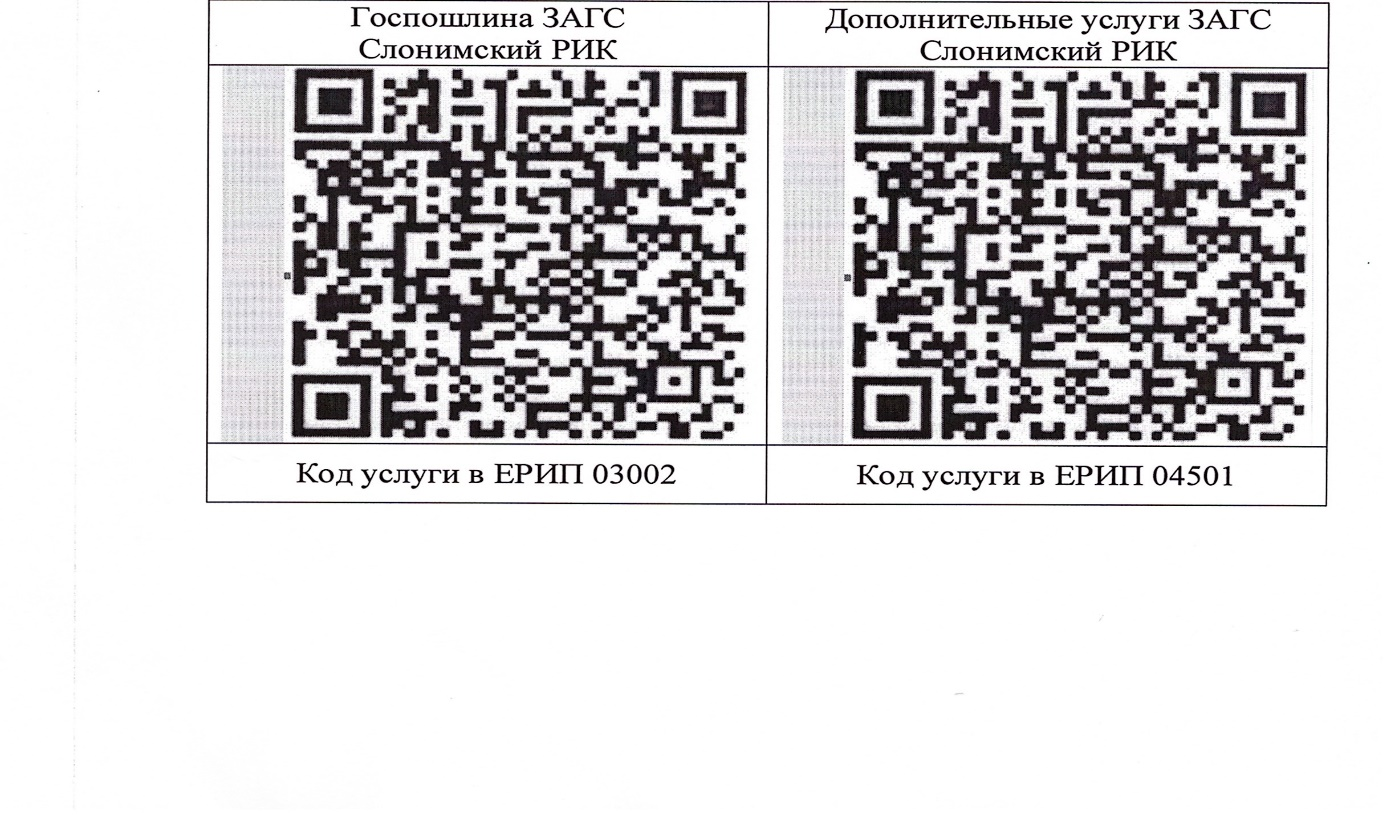 Госпошлина ЗАГС
Слонимский РИК
Дополнительные услуги ЗАГС
Слонимский РИК
Код услуги в ЕРИП 03002
Код услуги в ЕРИП 04501